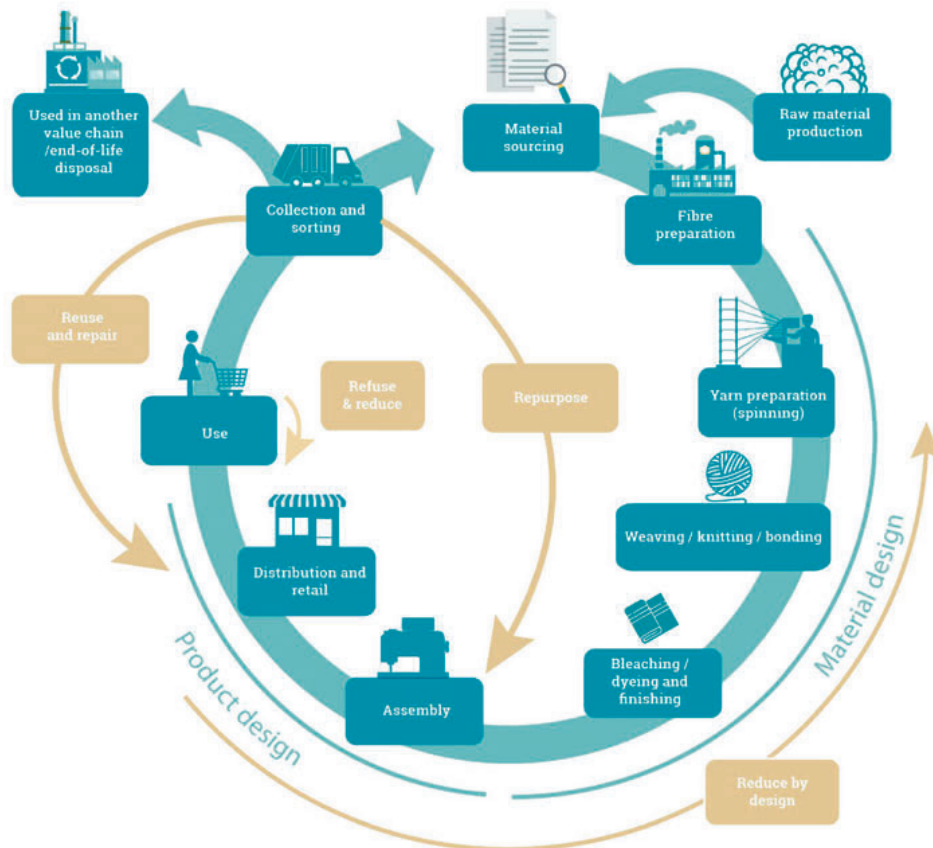 Used in another
value chain
/end-of-life
disposal
Material
sourcing
Raw material
production
Collection and
sorting
Fibre
preparation
Reuse
and repair
Refuse
& reduce
Repurpose
Yarn preparation
(spinning)
Use
Weaving / knitting / bonding
Distribution and
retail
Bleaching /
dyeing and
finishing
Assembly
Product design
Material design
Reduce by
design